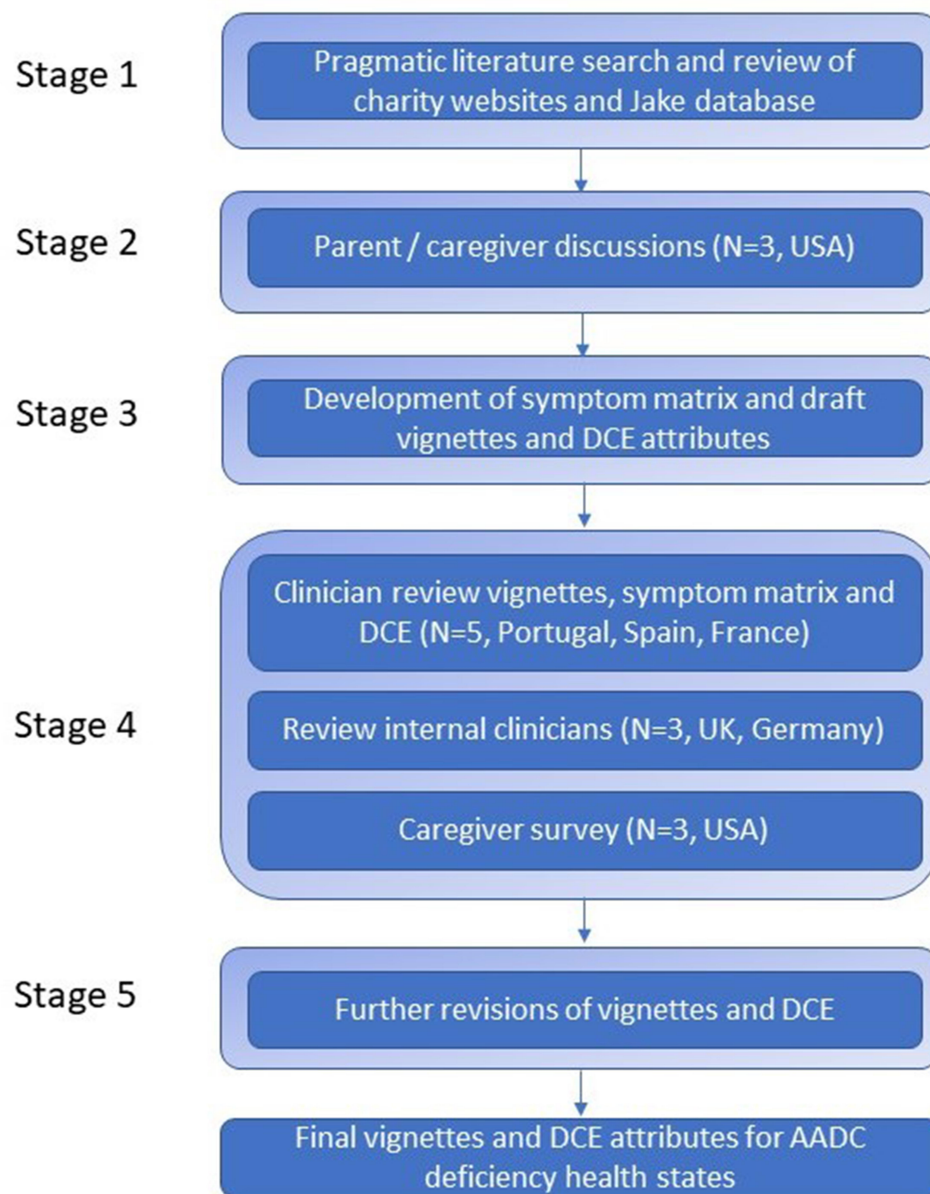 Stage 1
Pragmatic literature search and review of
charity websites and Jake database
Stage 2
Parent / caregiver discussions (N=3, USA)
Stage 3
Development of symptom matrix and draft
vignettes and DCE attributes
Stage 4
Clinician review vignettes, symptom matrix and
DCE (N=5, Portugal, Spain, France)
Review internal clinicians (N=3, UK, Germany)
Caregiver survey (N=3, USA)
Stage 5
Further revisions of vignettes and DCE
Final vignettes and DCE attributes for AADC
deficiency health states